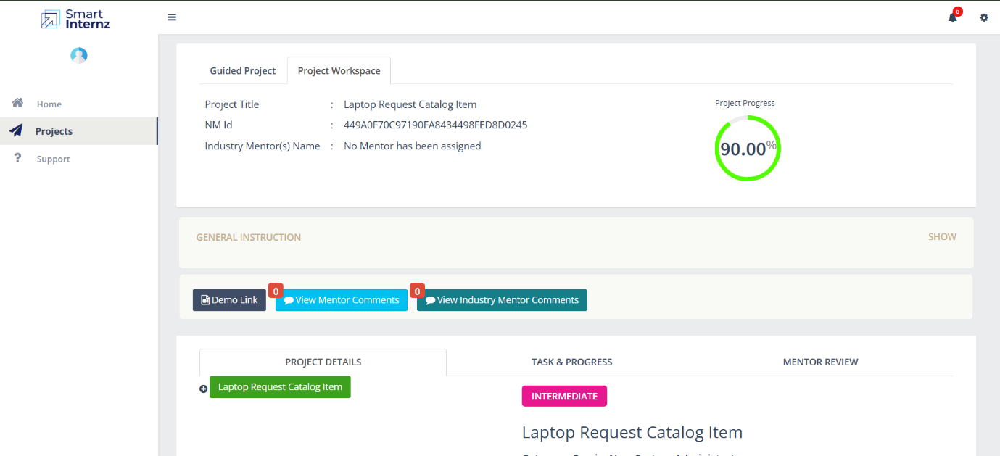 Smart
Internz
0
Home
Projects
Support
Guided Project
Project Workspace
Project Title : Laptop Request Catalog Item
NM Id : 449A0F70C97190FA8434498FED8D0245
Industry Mentor(s) Name : No Mentor has been assigned
Project Progress
90.00%
GENERAL INSTRUCTION
SHOW
Demo Link
0
View Mentor Comments
0
View Industry Mentor Comments
PROJECT DETAILS
TASK & PROGRESS
MENTOR REVIEW
Laptop Request Catalog Item
INTERMEDIATE
Laptop Request Catalog Item